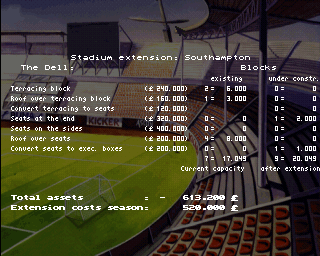 Stadium extension: Southampton
The Dell: Blocks
existing under constr.
Terracing block (£ 240.000) 2= 6.000 0= 0
Roof over terracing block (£ 160.000) 1= 3.000 0= 0
Convert terracing to seats (£ 120.000) 0= 0
Seats at the end (£ 320.000) 0= 0 1= 2.000
Seats on the sides (£ 400.000) 0= 0 0= 0
Roof over seats (£ 200.000) 4= 8.000 0= 0
Convert seats to exec. boxes (£ 200.000) 0= 0 1= 1.000
7= 17.049 9= 20.049
Current capacity after extension
KICKER
Total assets : - 613.200 £
Extension costs season: 520.000 £